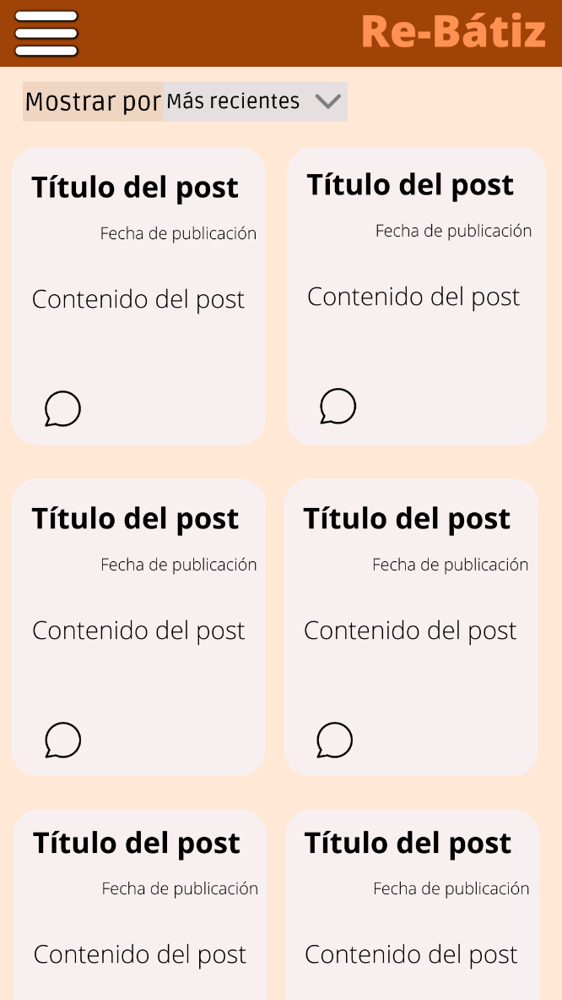 Re-Bátiz
Mostrar por Más recientes
Título del post
Fecha de publicación
Contenido del post
Título del post
Fecha de publicación
Contenido del post
Título del post
Fecha de publicación
Contenido del post
Título del post
Fecha de publicación
Contenido del post
Título del post
Fecha de publicación
Contenido del post
Título del post
Fecha de publicación
Contenido del post